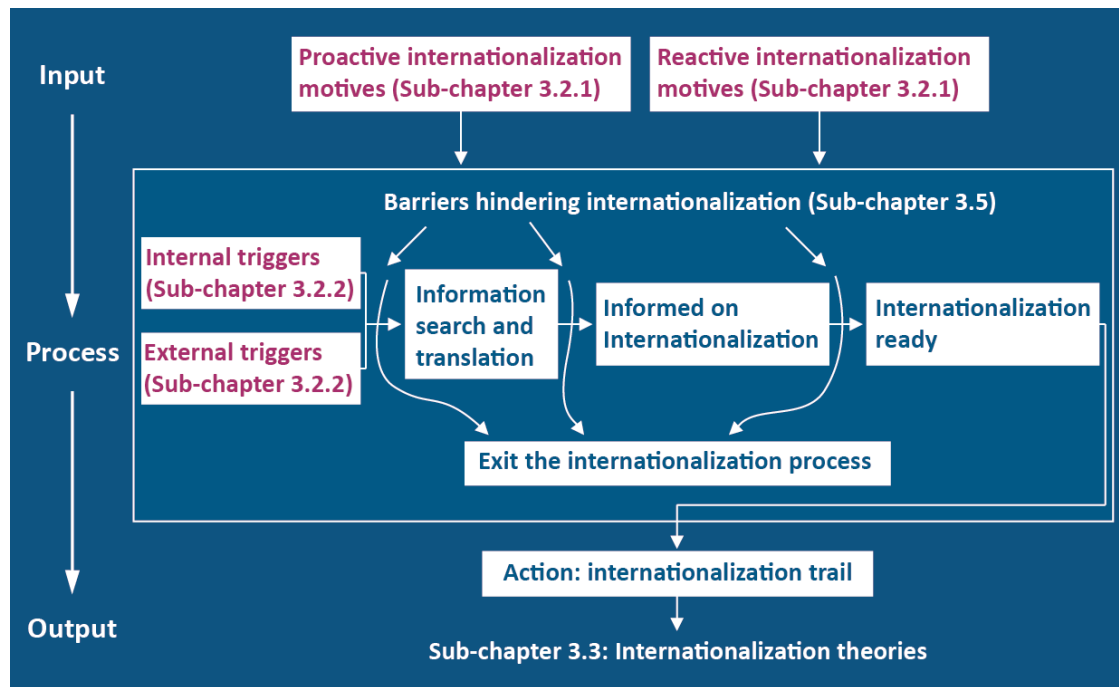 Input
Proactive internationalization
motives (Sub-chapter 3.2.1)
Reactive internationalization
motives (Sub-chapter 3.2.1)
Barriers hindering internationalization (Sub-chapter 3.5)
Internal triggers
(Sub-chapter 3.2.2)
Process
External triggers
(Sub-chapter 3.2.2)
Information
search and
translation
Informed on
Internationalization
Internationalization
ready
Exit the internationalization process
Action: internationalization trail
Output
Sub-chapter 3.3: Internationalization theories